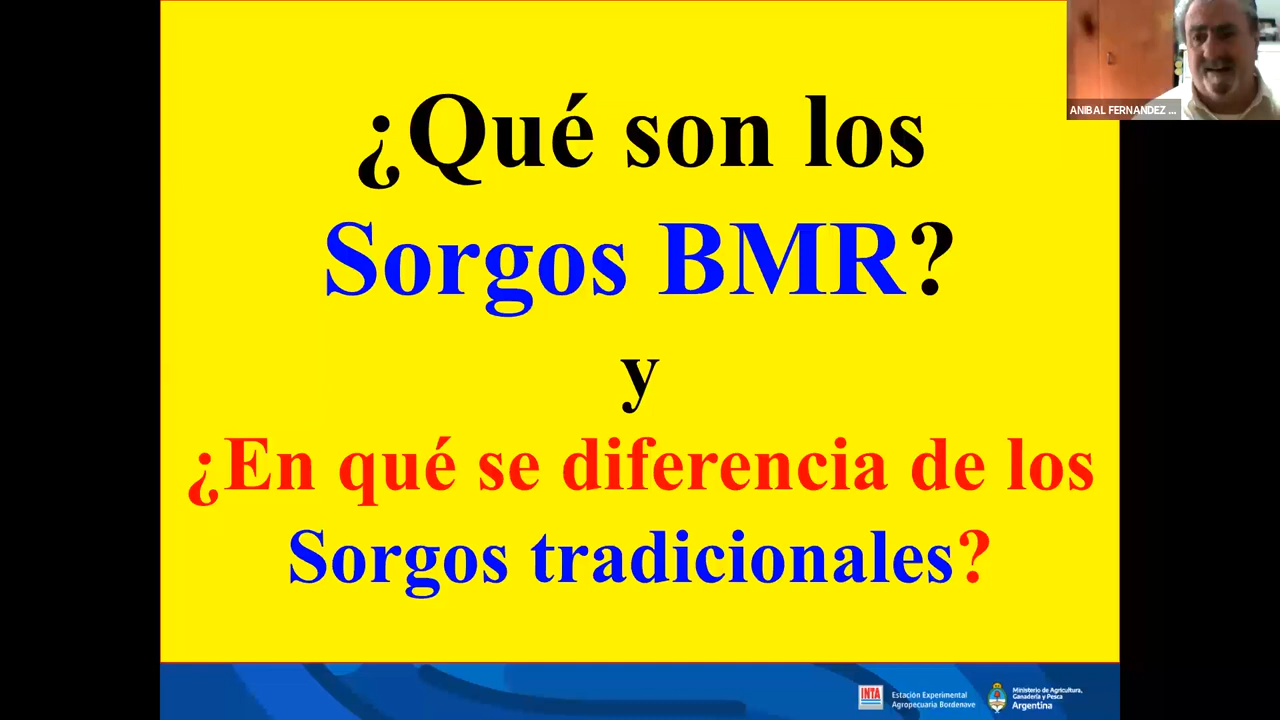 ¿Qué son los
Sorgos BMR?
y
¿En qué se diferencia de los
Sorgos tradicionales?
ANIBAL FERNANDEZ ...
INTA
Estación Experimental
Agropecuaria Bordenave
Ministerio de Agricultura,
Ganadería y Pesca
Argentina